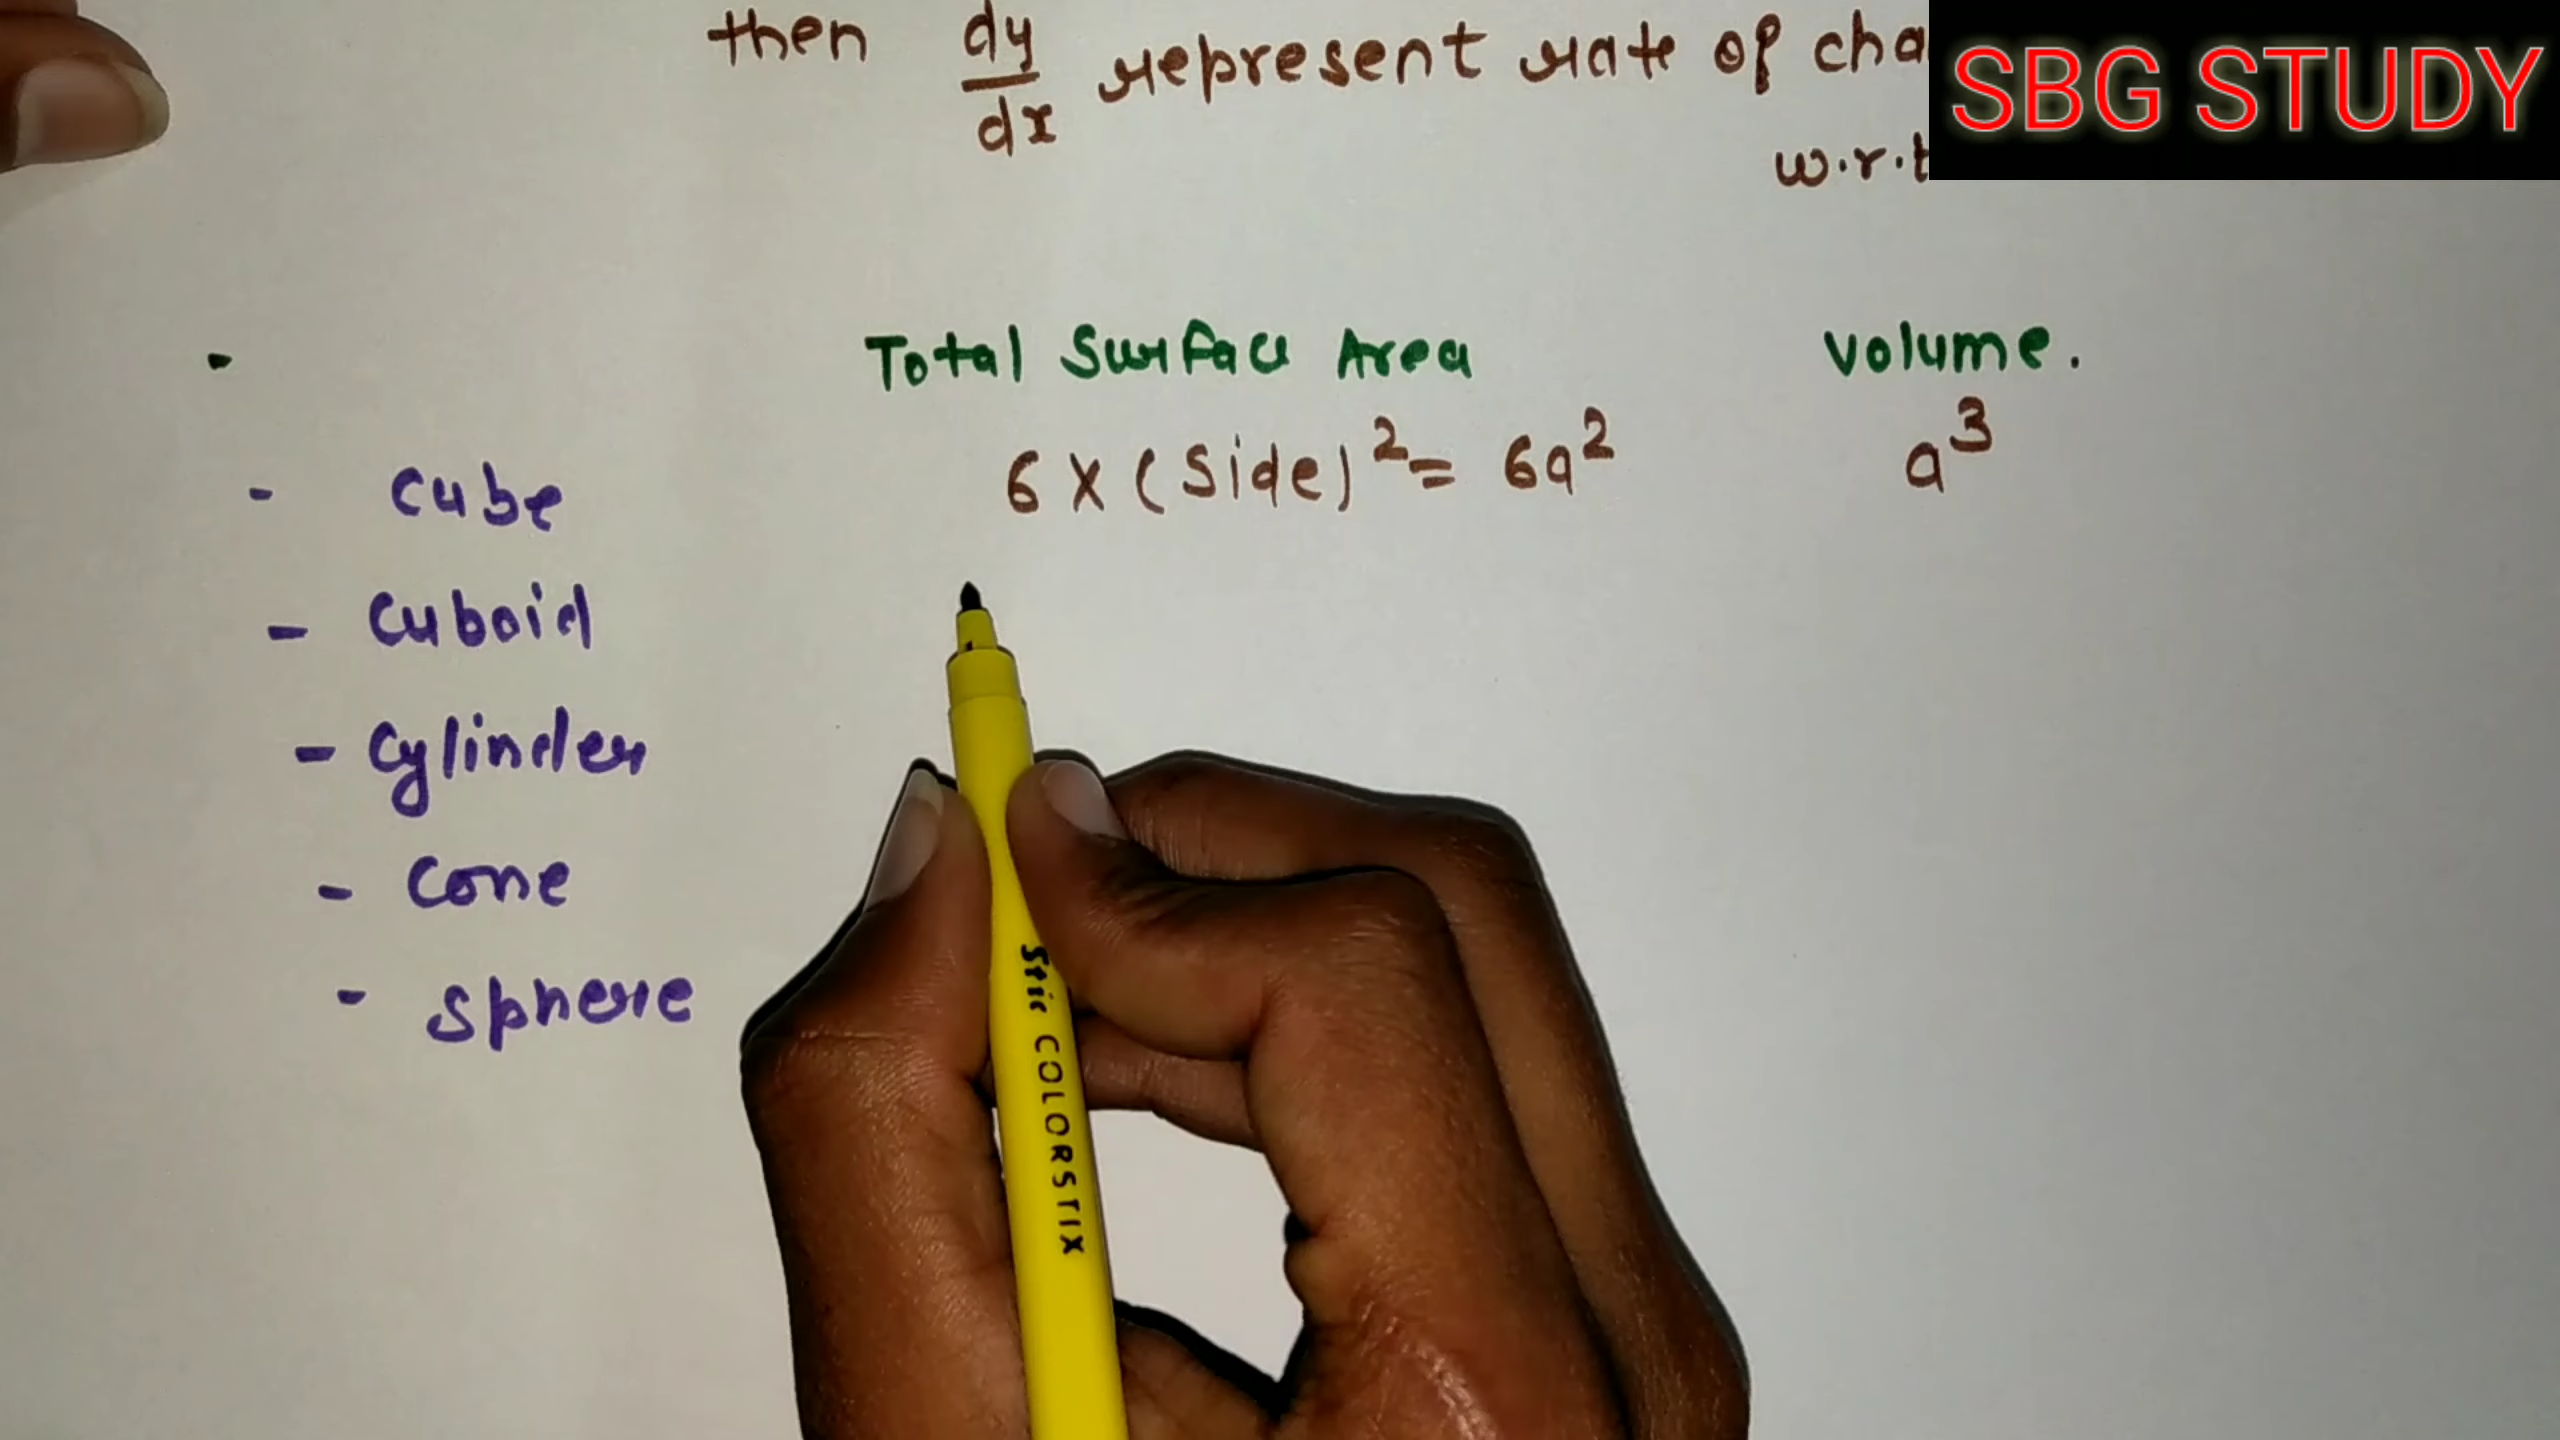 then dy/dx represent rate of cha
SBG STUDY
w.r.t
Total Surface Area Volume.
- cube 6 × (Side)² = 6a² a³
- cuboid
- cylinder
- cone
- sphere
Stic COLORSTIX